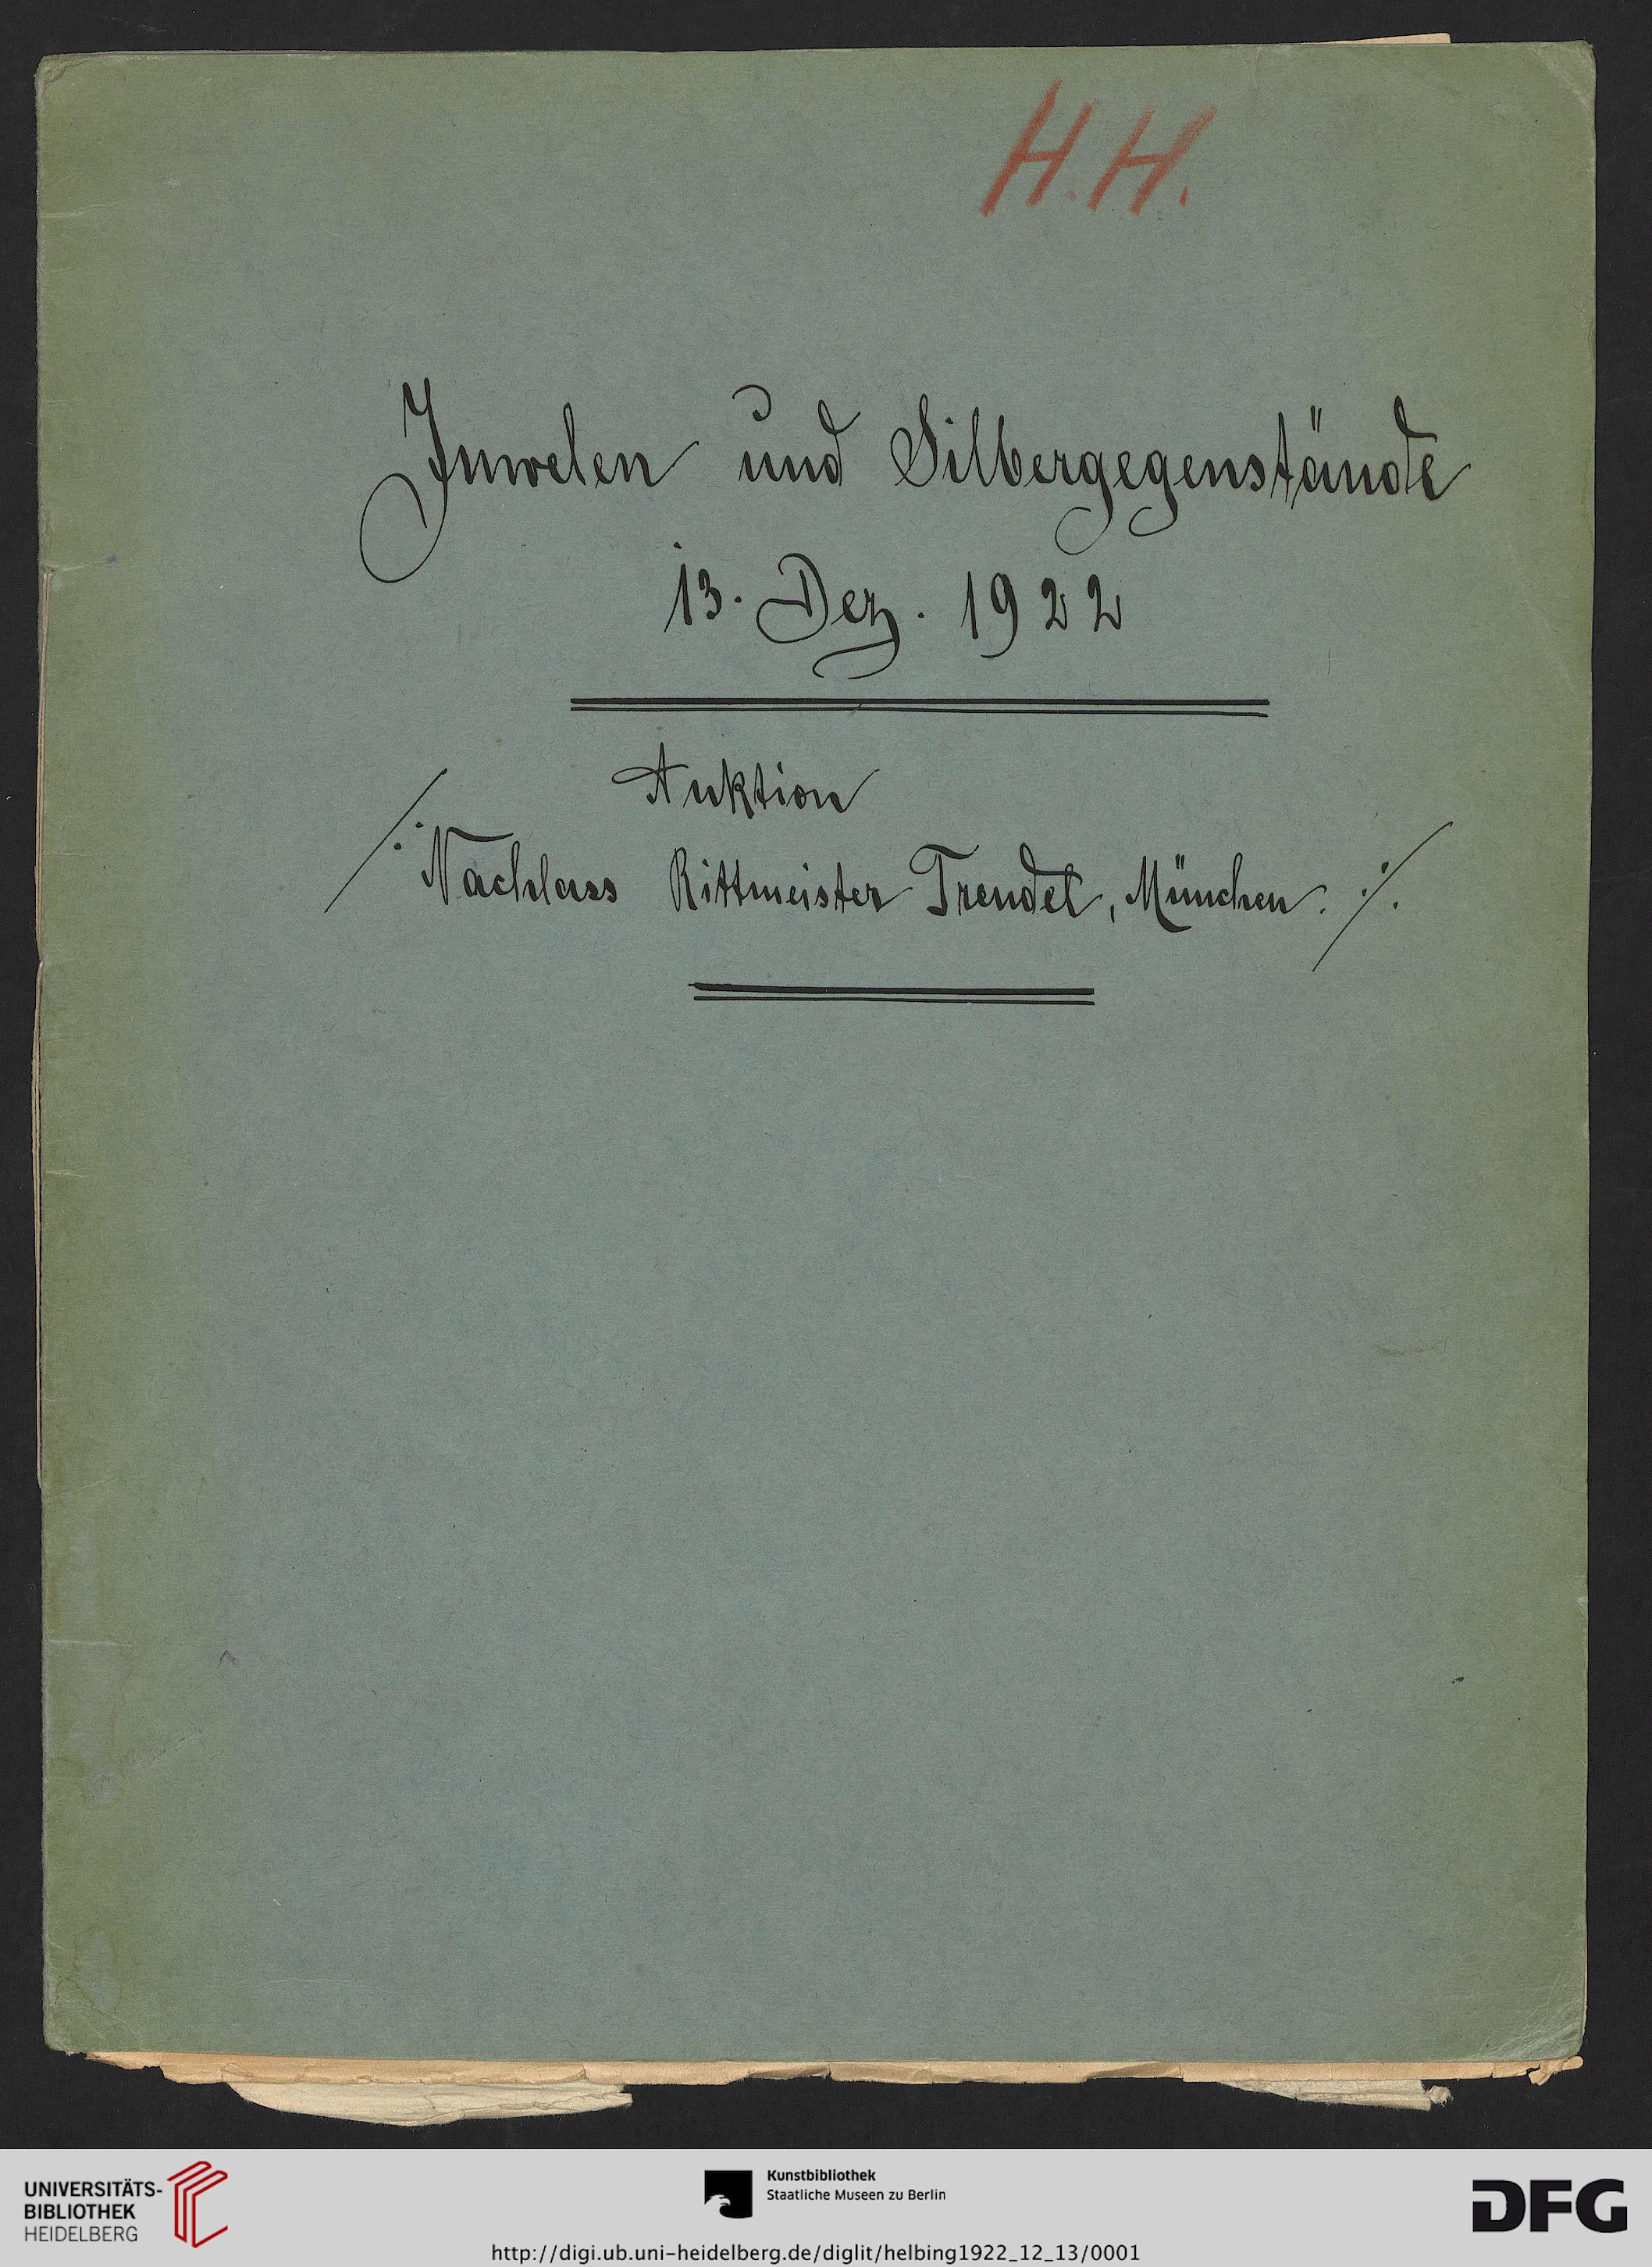 H.H.
Juwelen und Silbergegenstände
13. Dez. 1922
Auktion
/: Nachlass Rittmeister Trendel, München. :/.
UNIVERSITÄTS-
BIBLIOTHEK
HEIDELBERG
Kunstbibliothek
Staatliche Museen zu Berlin
DFG
http://digi.ub.uni-heidelberg.de/diglit/helbing1922_12_13/0001